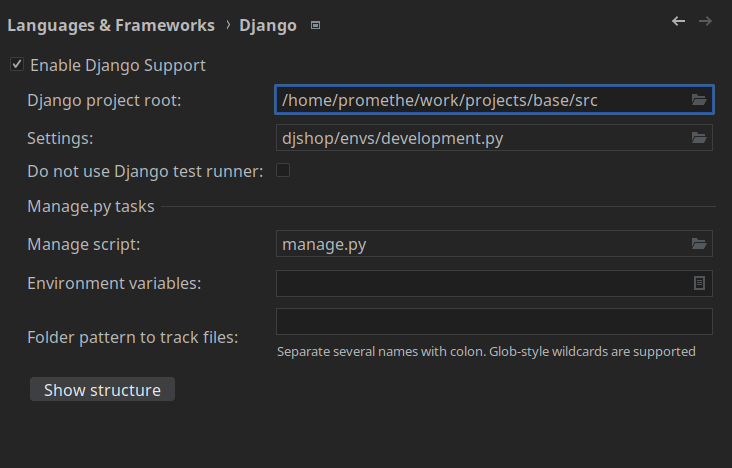 Languages & Frameworks › Django
Enable Django Support
Django project root: /home/promethe/work/projects/base/src
Settings: djshop/envs/development.py
Do not use Django test runner:
Manage.py tasks
Manage script: manage.py
Environment variables:
Folder pattern to track files:
Separate several names with colon. Glob-style wildcards are supported
Show structure